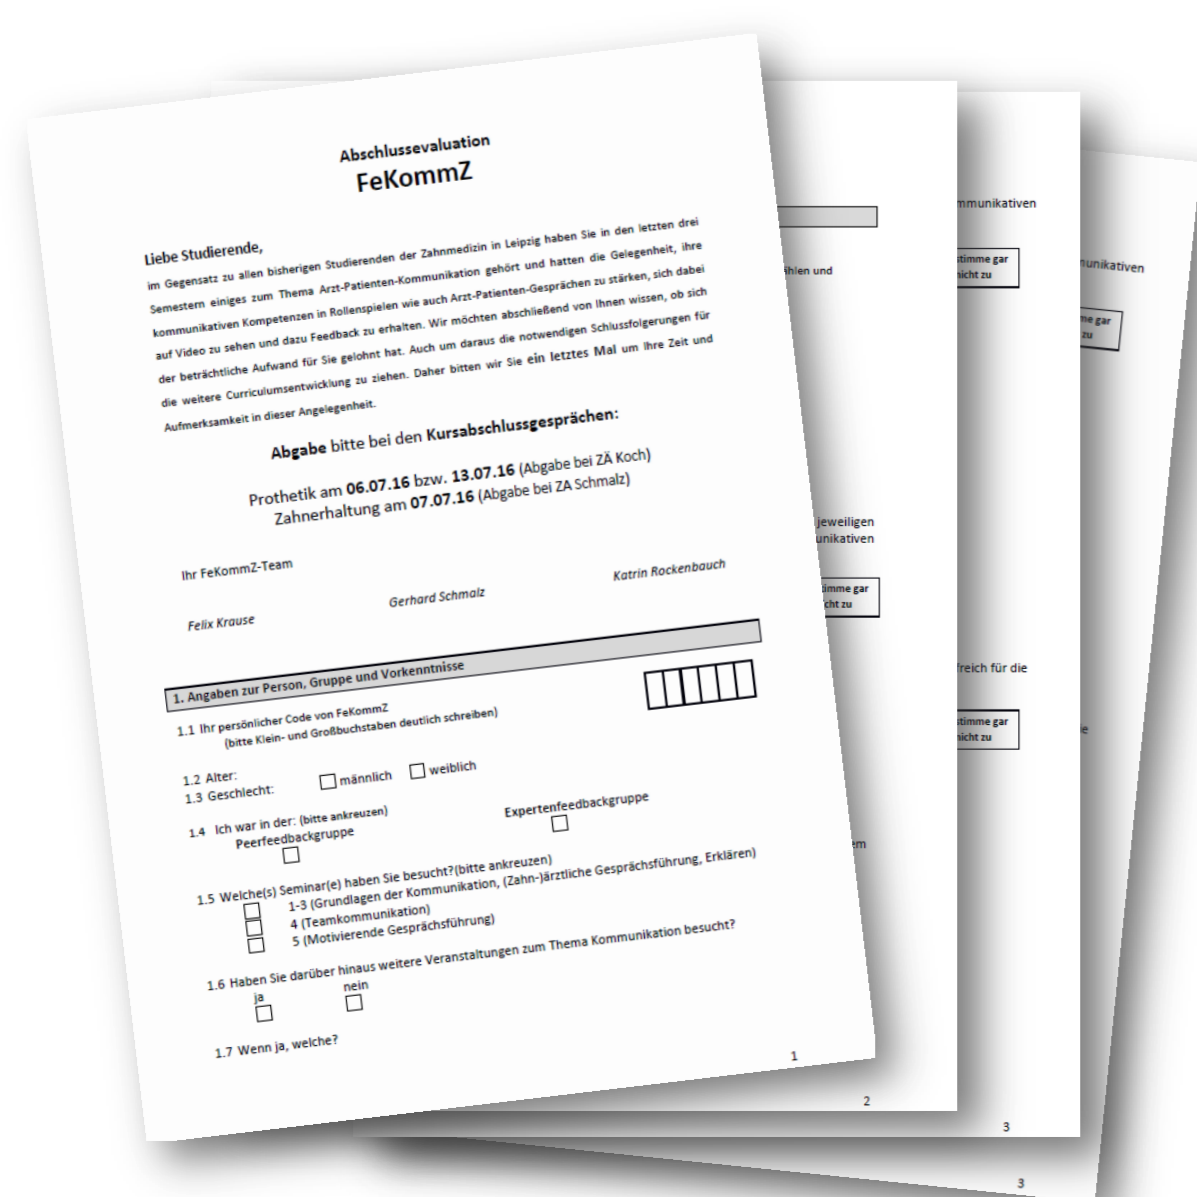 Abschlussevaluation
FeKommZ
Liebe Studierende,
im Gegensatz zu allen bisherigen Studierenden der Zahnmedizin in Leipzig haben Sie in den letzten drei
Semestern einiges zum Thema Arzt-Patienten-Kommunikation gehört und hatten die Gelegenheit, ihre
kommunikativen Kompetenzen in Rollenspielen wie auch Arzt-Patienten-Gesprächen zu stärken, sich dabei
auf Video zu sehen und dazu Feedback zu erhalten. Wir möchten abschließend von Ihnen wissen, ob sich
der beträchtliche Aufwand für Sie gelohnt hat. Auch um daraus die notwendigen Schlussfolgerungen für
die weitere Curriculumsentwicklung zu ziehen. Daher bitten wir Sie ein letztes Mal um Ihre Zeit und
Aufmerksamkeit in dieser Angelegenheit.
Abgabe bitte bei den Kursabschlussgesprächen:
Prothetik am 06.07.16 bzw. 13.07.16 (Abgabe bei ZÄ Koch)
Zahnerhaltung am 07.07.16 (Abgabe bei ZA Schmalz)
Ihr FeKommZ-Team
Felix Krause Gerhard Schmalz Katrin Rockenbauch
1. Angaben zur Person, Gruppe und Vorkenntnisse
1.1 Ihr persönlicher Code von FeKommZ
(bitte Klein- und Großbuchstaben deutlich schreiben)
1.2 Alter:
1.3 Geschlecht: männlich weiblich
1.4 Ich war in der: (bitte ankreuzen)
Peerfeedbackgruppe Expertenfeedbackgruppe
1.5 Welche(s) Seminar(e) haben Sie besucht?(bitte ankreuzen)
1-3 (Grundlagen der Kommunikation, (Zahn-)ärztliche Gesprächsführung, Erklären)
4 (Teamkommunikation)
5 (Motivierende Gesprächsführung)
1.6 Haben Sie darüber hinaus weitere Veranstaltungen zum Thema Kommunikation besucht?
ja nein
1.7 Wenn ja, welche?
1
ählen und
jeweiligen
unikativen
timme gar
cht zu
em
2
mmunikativen
stimme gar
nicht zu
freich für die
stimme gar
nicht zu
3
nunikativen
me gar
zu
ie
3